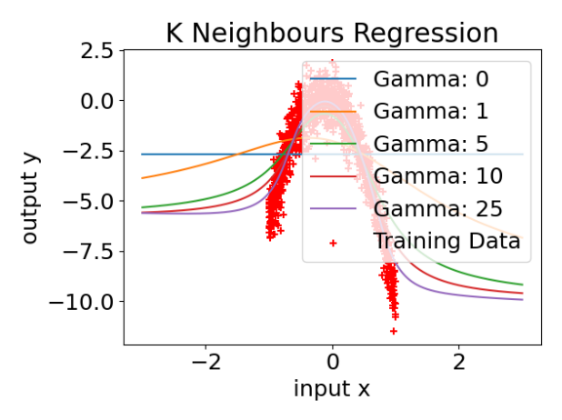 K Neighbours Regression
2.5
0.0
−2.5
−5.0
−7.5
−10.0
output y
Gamma: 0
Gamma: 1
Gamma: 5
Gamma: 10
Gamma: 25
Training Data
−2
0
2
input x